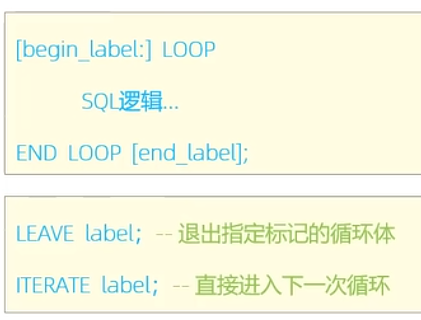 [begin_label:] LOOP
SQL逻辑...
END LOOP [end_label];
LEAVE label; -- 退出指定标记的循环体
ITERATE label; -- 直接进入下一次循环